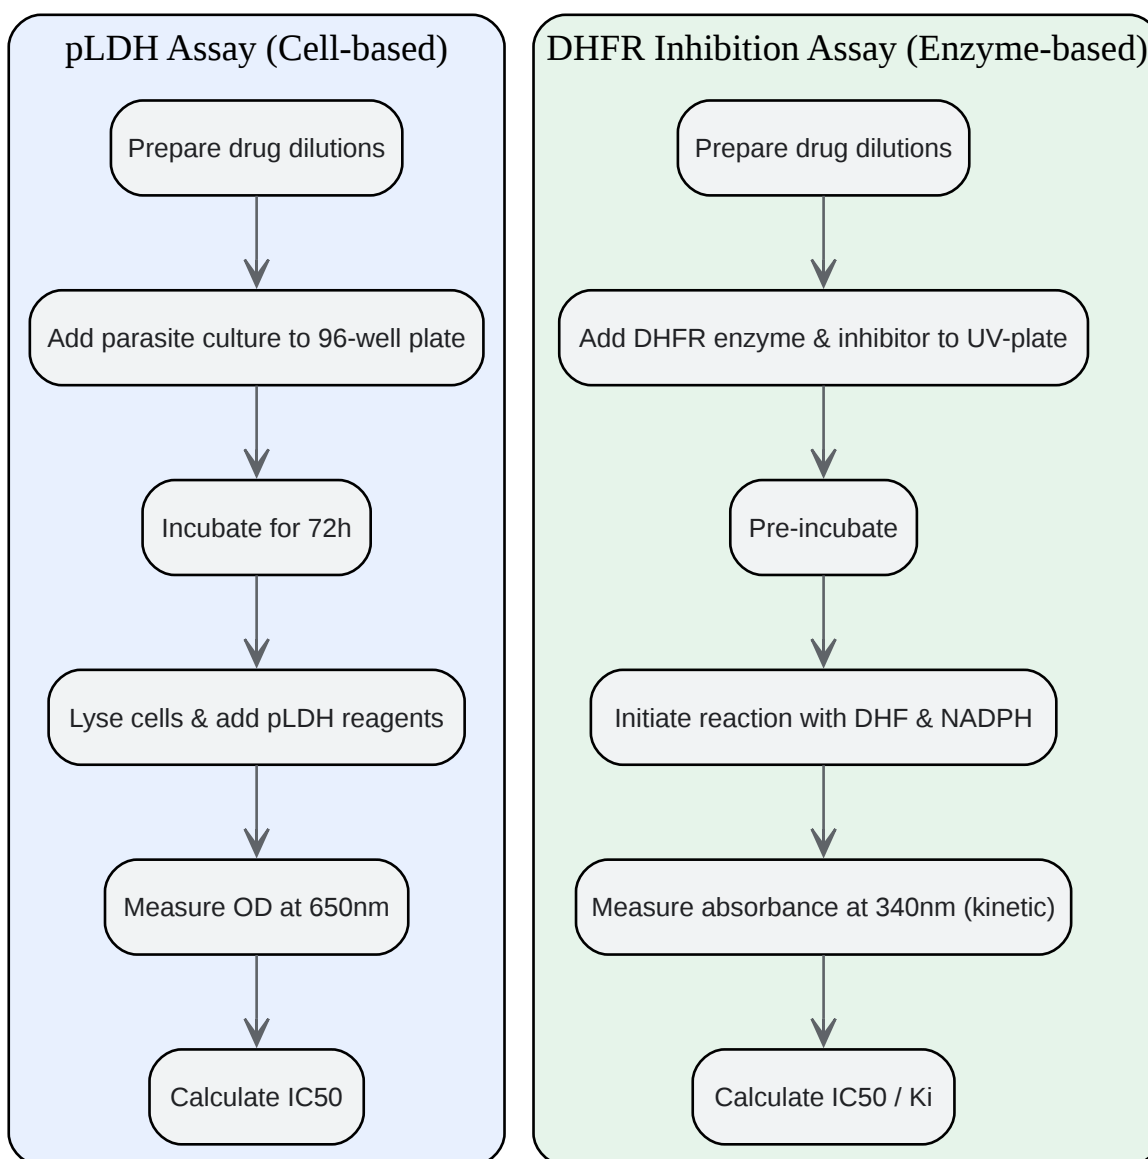 pLDH Assay (Cell-based)
Prepare drug dilutions
Add parasite culture to 96-well plate
Incubate for 72h
Lyse cells & add pLDH reagents
Measure OD at 650nm
Calculate IC50
DHFR Inhibition Assay (Enzyme-based)
Prepare drug dilutions
Add DHFR enzyme & inhibitor to UV-plate
Pre-incubate
Initiate reaction with DHF & NADPH
Measure absorbance at 340nm (kinetic)
Calculate IC50 / Ki